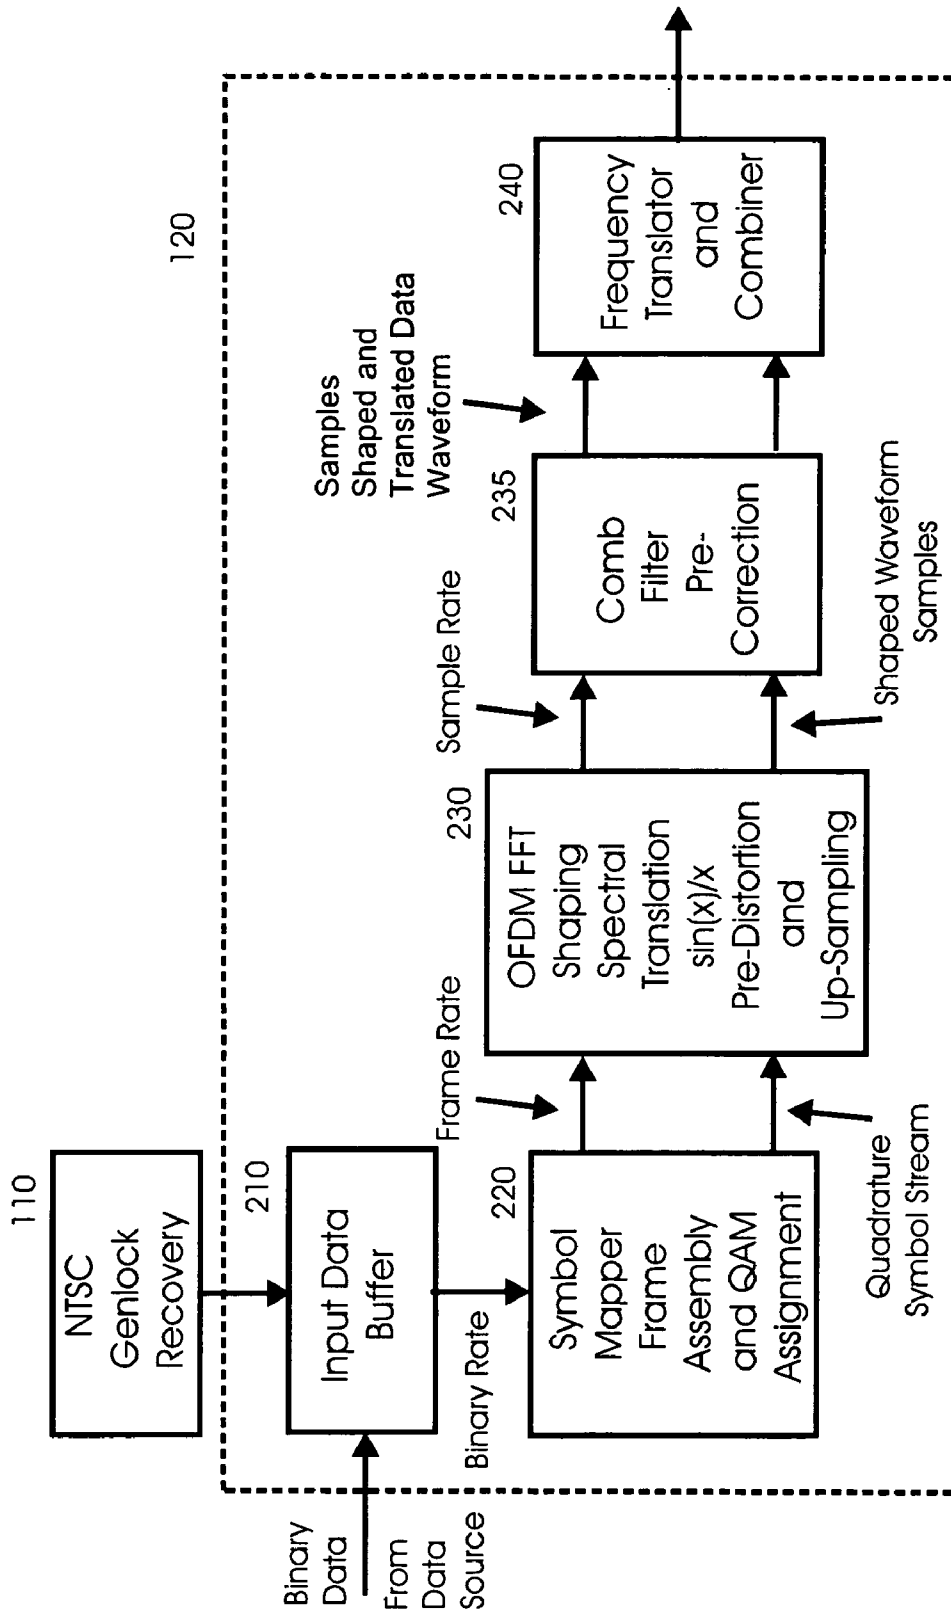 110
NTSC
Genlock
Recovery
120
Binary
Data
From
Data
Source
210
Input Data
Buffer
Binary Rate
220
Symbol
Mapper
Frame
Assembly
and QAM
Assignment
Frame Rate
Quadrature
Symbol Stream
230
OFDM FFT
Shaping
Spectral
Translation
sin(x)/x
Pre-Distortion
and
Up-Sampling
Sample Rate
Shaped Waveform
Samples
235
Comb
Filter
Pre-
Correction
Samples
Shaped and
Translated Data
Waveform
240
Frequency
Translator
and
Combiner